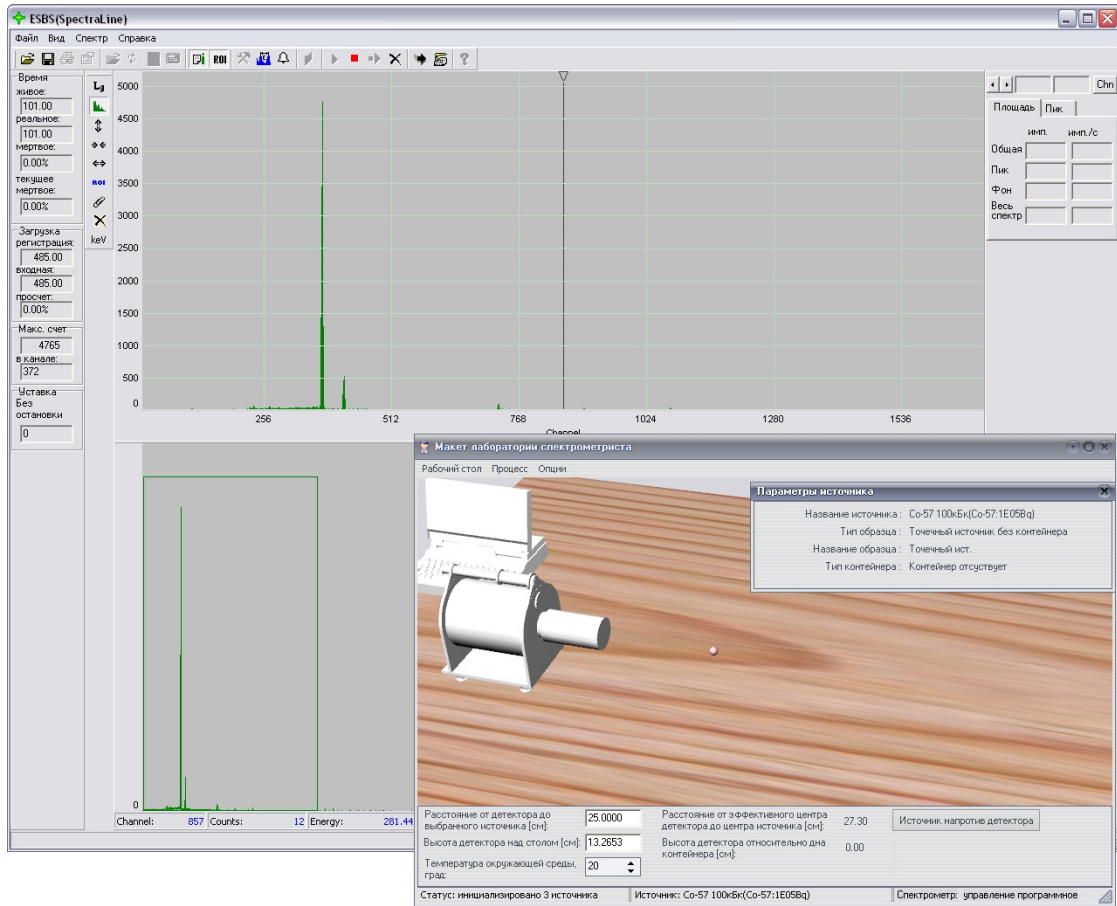 ESBS(SpectraLine)
Файл Вид Спектр Справка
ROI
Время
живое:
101.00
реальное:
101.00
мертвое:
0.00%
текущее
мертвое:
0.00%
Загрузка
регистрация:
485.00
входная:
485.00
просчет:
0.00%
Макс. счет
4765
в канале:
372
Уставка
Без
остановки
0
Lg
ROI
keV
5000
4500
4000
3500
3000
2500
2000
1500
1000
500
0
256 512 768 1024 1280 1536
Channel
Chn
Площадь Пик
имп. имп./с
Общая
Пик
Фон
Весь
спектр
0
Channel: 857 Counts: 12 Energy: 281.44
Макет лаборатории спектрометриста
Рабочий стол Процесс Опции
Параметры источника
Название источника : Co-57 100кБк(Co-57:1E05Bq)
Тип образца : Точечный источник без контейнера
Название образца : Точечный ист.
Тип контейнера : Контейнер отсуствует
Расстояние от детектора до
выбранного источника [см]: 25.0000
Высота детектора над столом [см]: 13.2653
Температура окружающей среды,
град: 20
Расстояние от эффективного центра
детектора до центра источника [см]: 27.30
Высота детектора относительно дна
контейнера [см]: 0.00
Источник напротив детектора
Статус: инициализировано 3 источника Источник: Co-57 100кБк(Co-57:1E05Bq) Спектрометр: управление программное